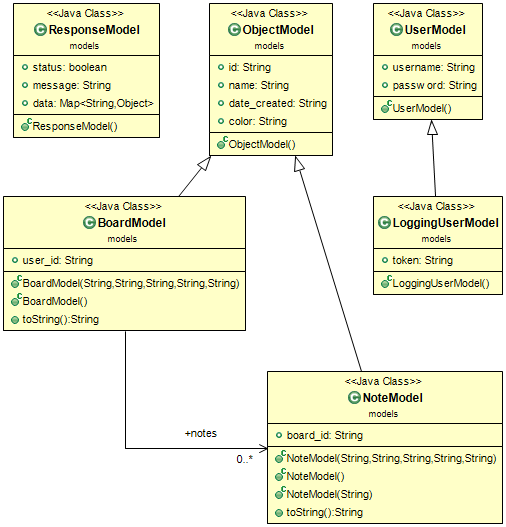 <<Java Class>>
ResponseModel
models
status: boolean
message: String
data: Map<String,Object>
ResponseModel()
<<Java Class>>
ObjectModel
models
id: String
name: String
date_created: String
color: String
ObjectModel()
<<Java Class>>
UserModel
models
username: String
password: String
UserModel()
<<Java Class>>
BoardModel
models
user_id: String
BoardModel(String,String,String,String,String)
BoardModel()
toString():String
<<Java Class>>
LoggingUserModel
models
token: String
LoggingUserModel()
+notes
0..*
<<Java Class>>
NoteModel
models
board_id: String
NoteModel(String,String,String,String,String)
NoteModel()
NoteModel(String)
toString():String